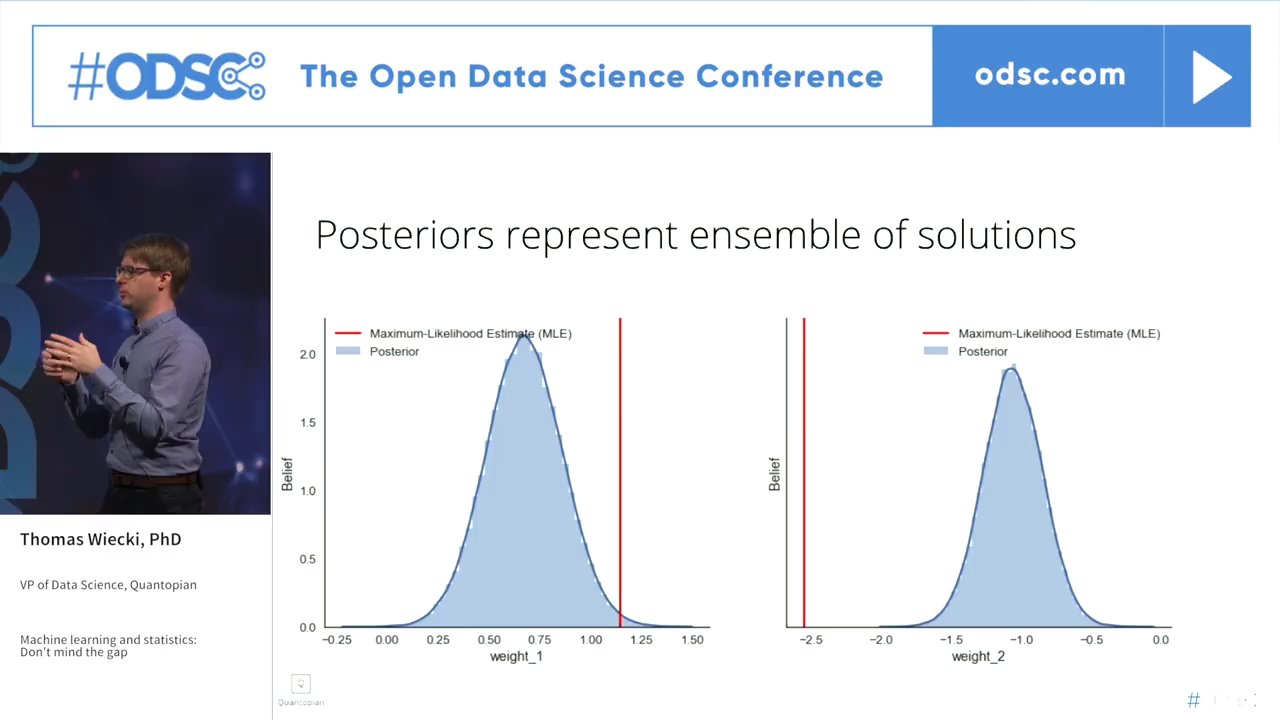 #ODSC
The Open Data Science Conference
odsc.com
Posteriors represent ensemble of solutions
Maximum-Likelihood Estimate (MLE)
Posterior
2.0
1.5
1.0
0.5
0.0
Belief
−0.25 0.00 0.25 0.50 0.75 1.00 1.25 1.50
weight_1
Maximum-Likelihood Estimate (MLE)
Posterior
Belief
−2.5 −2.0 −1.5 −1.0 −0.5 0.0
weight_2
Thomas Wiecki, PhD
VP of Data Science, Quantopian
Machine learning and statistics:
Don't mind the gap
Q
Quantopian
#